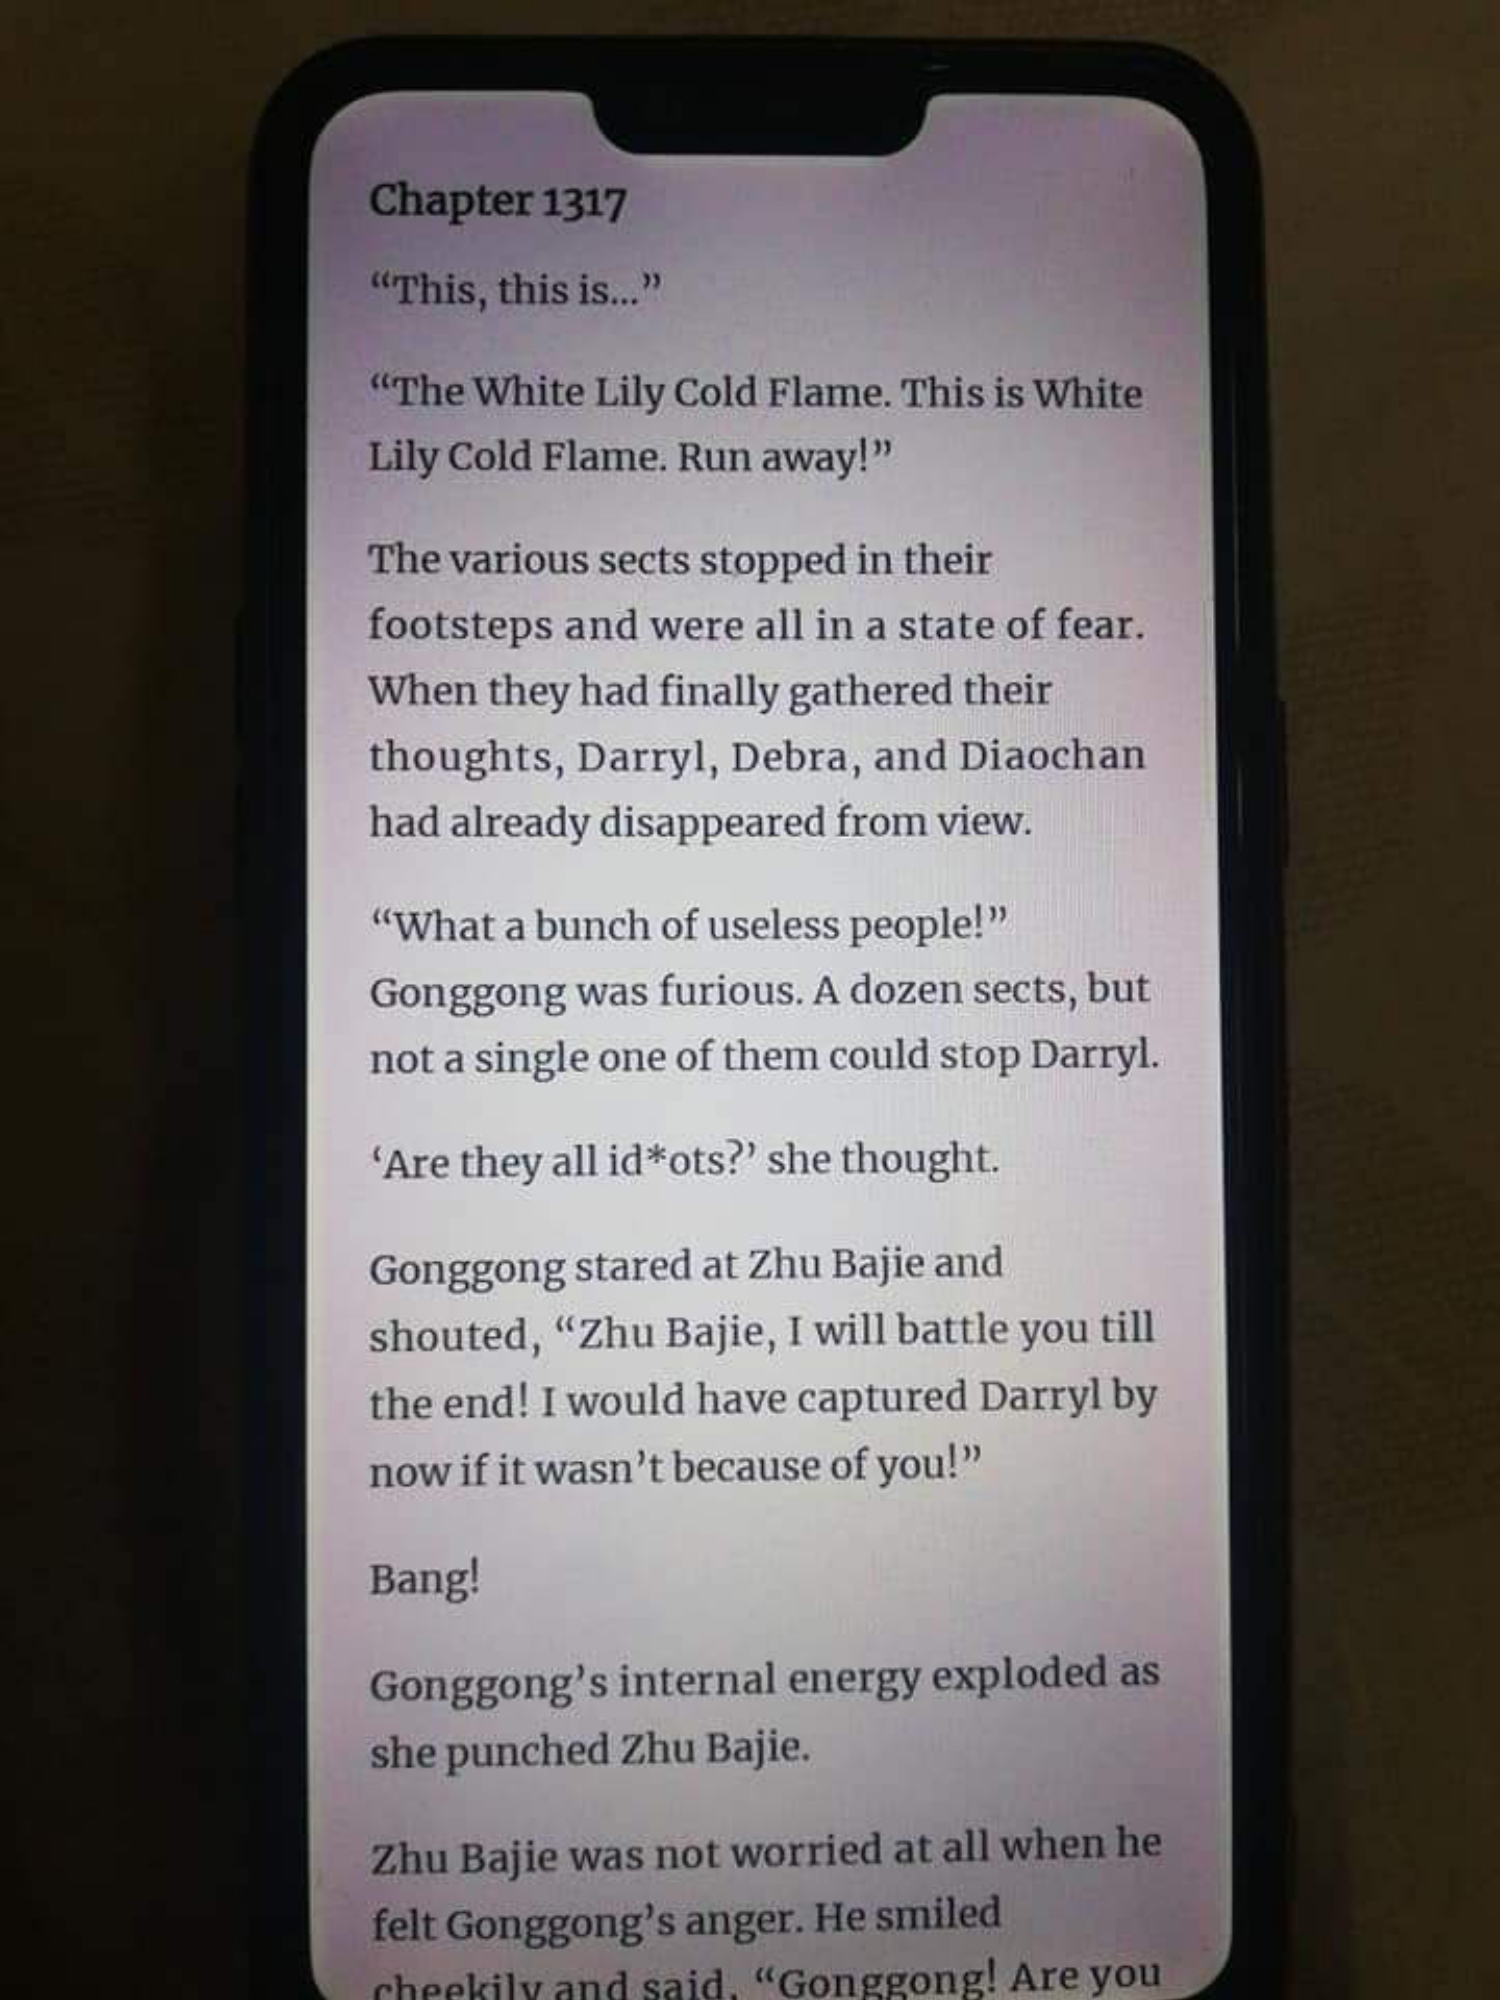 Chapter 1317
“This, this is...”
“The White Lily Cold Flame. This is White
Lily Cold Flame. Run away!”
The various sects stopped in their
footsteps and were all in a state of fear.
When they had finally gathered their
thoughts, Darryl, Debra, and Diaochan
had already disappeared from view.
“What a bunch of useless people!”
Gonggong was furious. A dozen sects, but
not a single one of them could stop Darryl.
‘Are they all id*ots?’ she thought.
Gonggong stared at Zhu Bajie and
shouted, “Zhu Bajie, I will battle you till
the end! I would have captured Darryl by
now if it wasn’t because of you!”
Bang!
Gonggong’s internal energy exploded as
she punched Zhu Bajie.
Zhu Bajie was not worried at all when he
felt Gonggong’s anger. He smiled
cheekily and said, “Gonggong! Are you